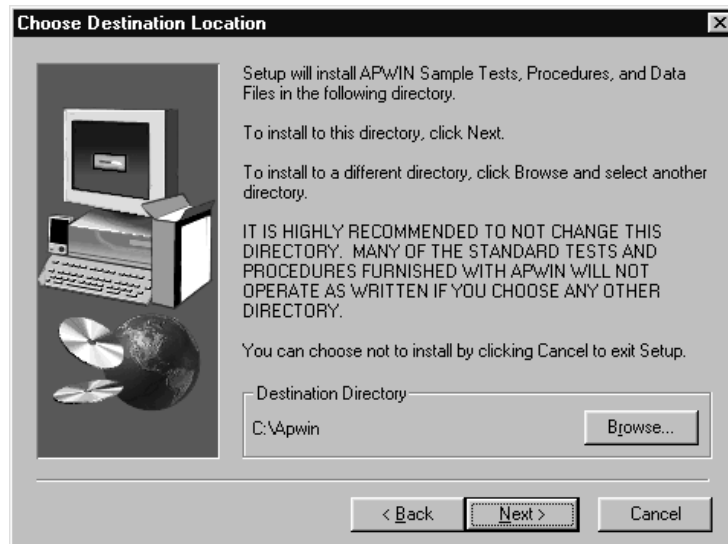 Choose Destination Location
Setup will install APWIN Sample Tests, Procedures, and Data
Files in the following directory.
To install to this directory, click Next.
To install to a different directory, click Browse and select another
directory.
IT IS HIGHLY RECOMMENDED TO NOT CHANGE THIS
DIRECTORY. MANY OF THE STANDARD TESTS AND
PROCEDURES FURNISHED WITH APWIN WILL NOT
OPERATE AS WRITTEN IF YOU CHOOSE ANY OTHER
DIRECTORY.
You can choose not to install by clicking Cancel to exit Setup.
Destination Directory
C:\Apwin
Browse...
< Back
Next >
Cancel